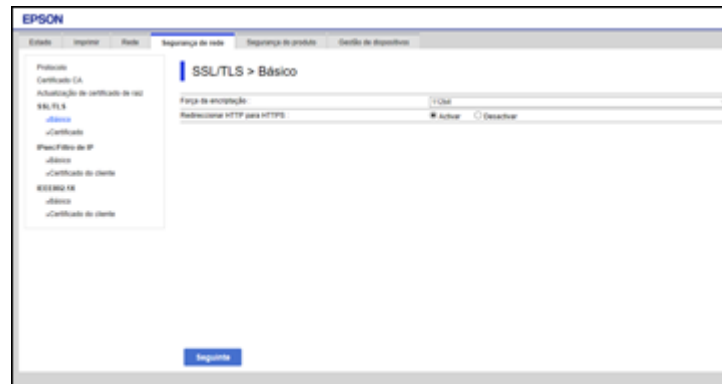 EPSON
Estado Imprimir Rede Segurança de rede Segurança do produto Gestão de dispositivos
Protocolo
Certificado CA
Actualização de certificado de raiz
SSL/TLS
»Básico
»Certificado
IPsec/Filtro de IP
»Básico
»Certificado do cliente
IEEE802.1X
»Básico
»Certificado do cliente
SSL/TLS > Básico
Força da encriptação :
Redireccionar HTTP para HTTPS : Activar Desactivar
Seguinte